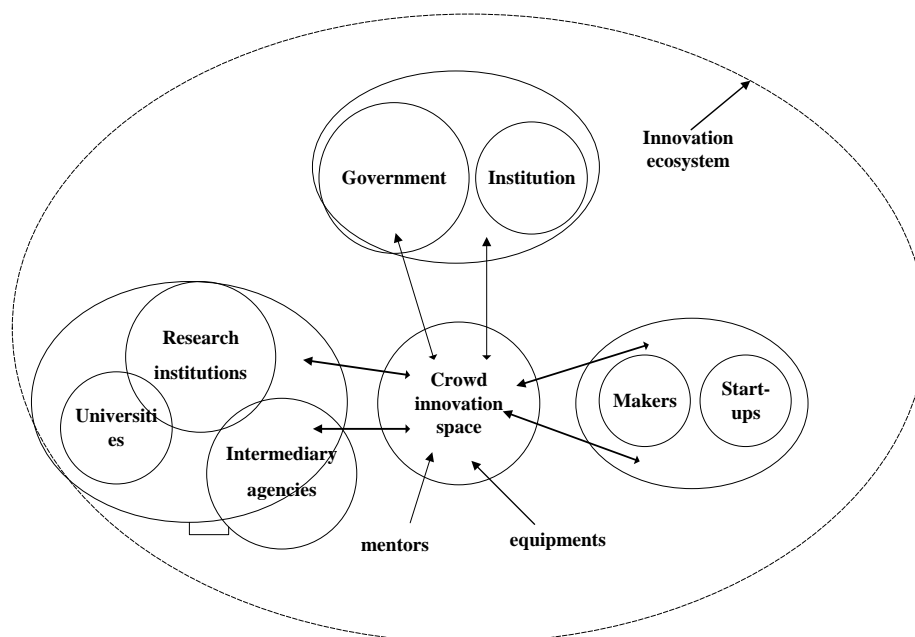 Innovation
ecosystem
Government
Institution
Research
institutions
Universiti
es
Intermediary
agencies
Crowd
innovation
space
Makers
Start-
ups
mentors
equipments